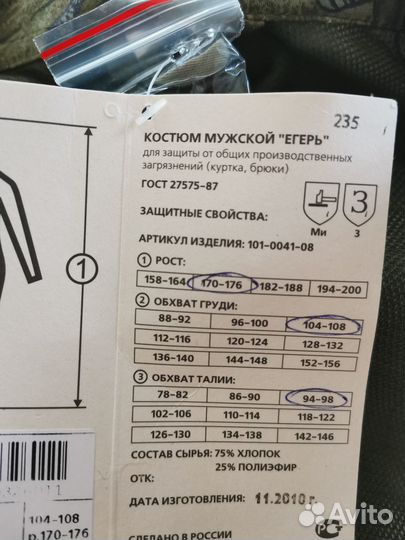 235
КОСТЮМ МУЖСКОЙ "ЕГЕРЬ"
для защиты от общих производственных
загрязнений (куртка, брюки)
ГОСТ 27575-87
ЗАЩИТНЫЕ СВОЙСТВА:
З
Ми З
АРТИКУЛ ИЗДЕЛИЯ: 101-0041-08
1 РОСТ:
158-164 170-176 182-188 194-200
2 ОБХВАТ ГРУДИ:
88-92 96-100 104-108
112-116 120-124 128-132
136-140 144-148 152-156
3 ОБХВАТ ТАЛИИ:
78-82 86-90 94-98
102-106 110-114 118-122
126-130 134-138 142-146
СОСТАВ СЫРЬЯ: 75% ХЛОПОК
25% ПОЛИЭФИР
ОТК:
ДАТА ИЗГОТОВЛЕНИЯ 11.2010 г.
СДЕЛАНО В РОССИИ
1
104-108
р.170-176
Avito